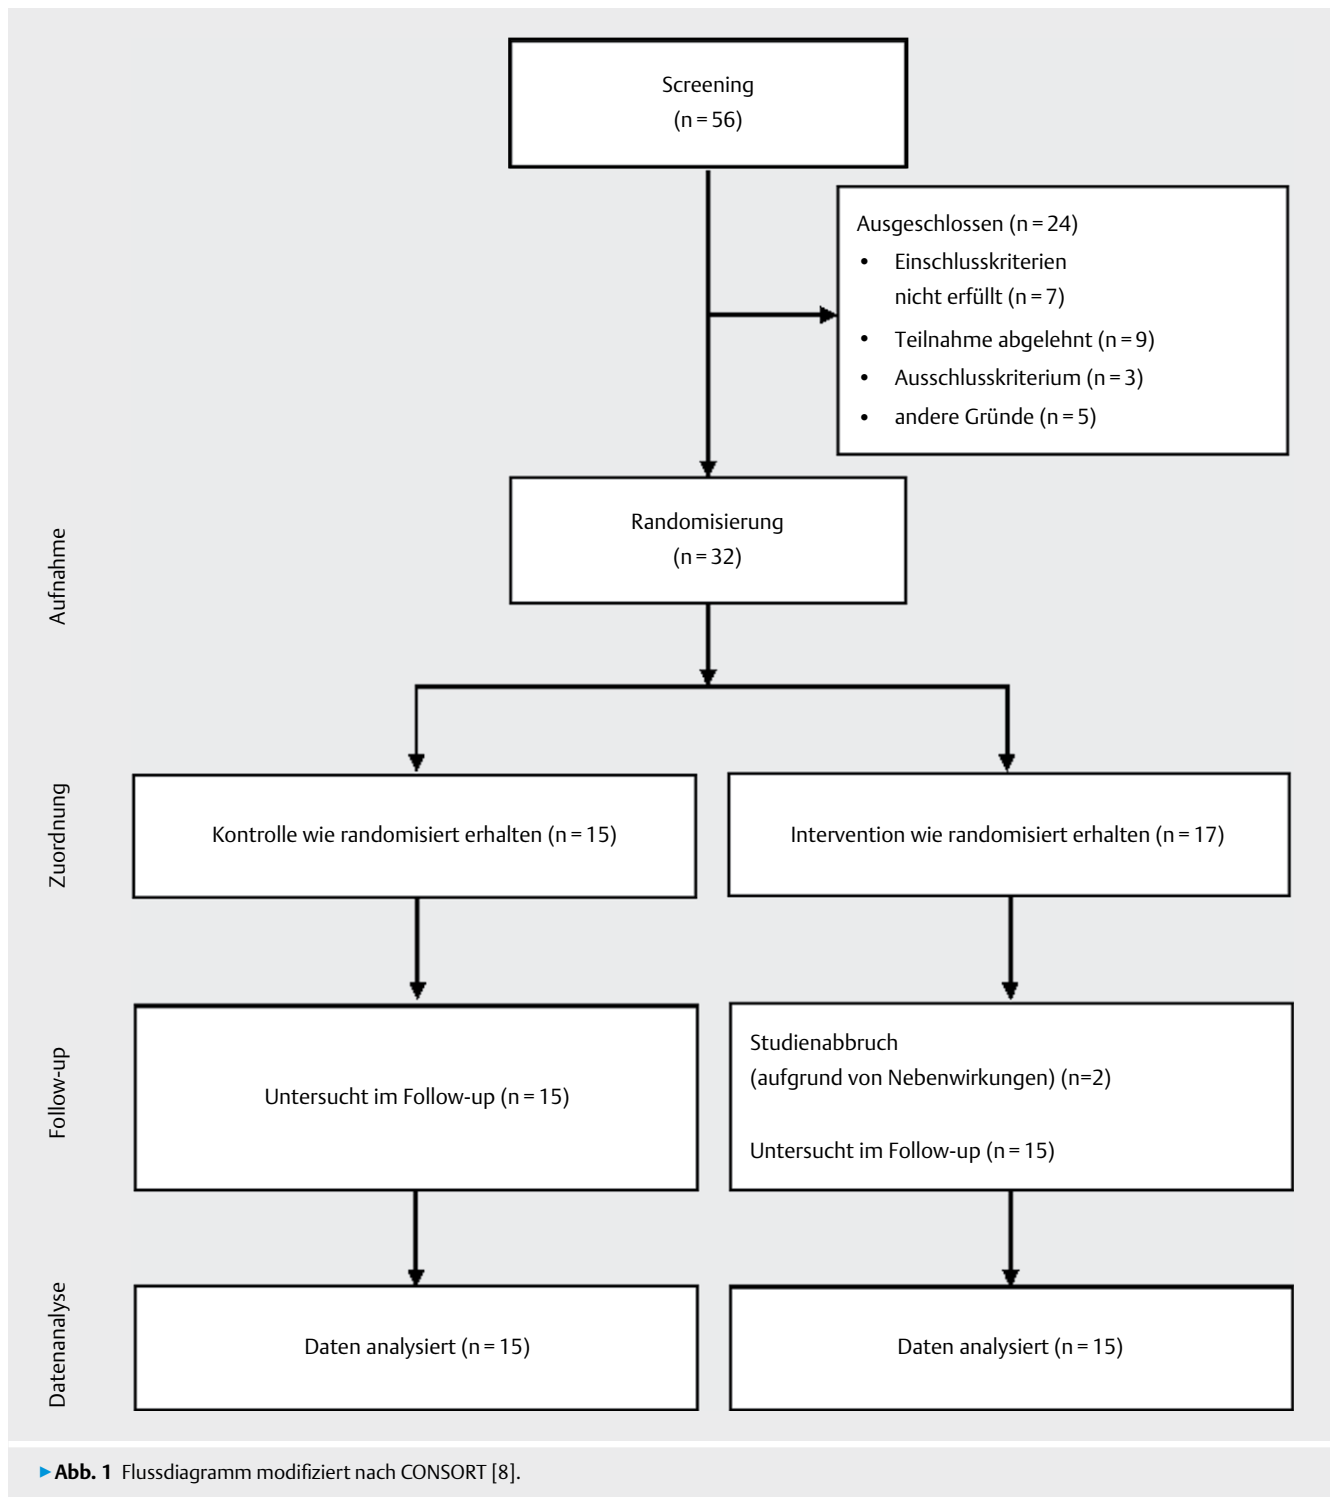 Screening
(n = 56)
Ausgeschlossen (n = 24)
• Einschlusskriterien
nicht erfüllt (n = 7)
• Teilnahme abgelehnt (n = 9)
• Ausschlusskriterium (n = 3)
• andere Gründe (n = 5)
Aufnahme
Randomisierung
(n = 32)
Zuordnung
Kontrolle wie randomisiert erhalten (n = 15)
Intervention wie randomisiert erhalten (n = 17)
Follow-up
Untersucht im Follow-up (n = 15)
Studienabbruch
(aufgrund von Nebenwirkungen) (n=2)
Untersucht im Follow-up (n = 15)
Datenanalyse
Daten analysiert (n = 15)
Daten analysiert (n = 15)
▶ Abb. 1 Flussdiagramm modifiziert nach CONSORT [8].